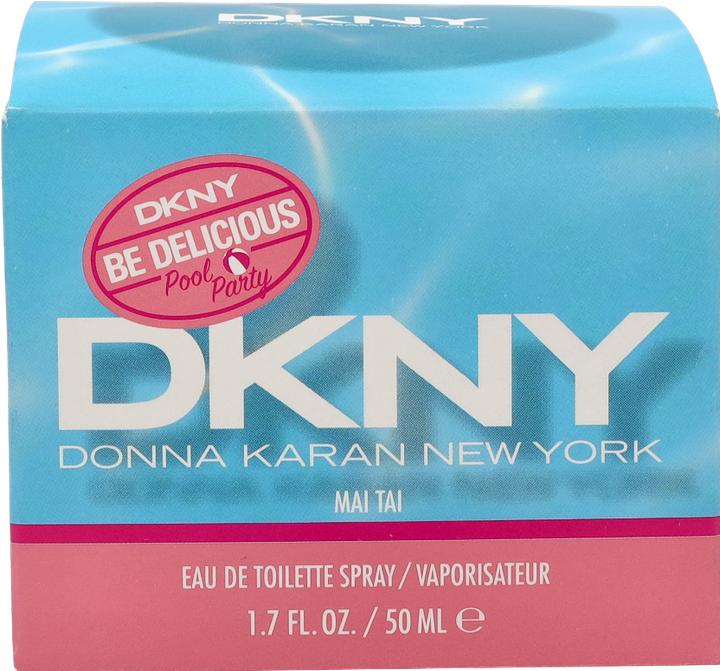 DKNY
DONNA KARAN NEW YORK
DKNY
BE DELICIOUS
Pool Party
DKNY
DONNA KARAN NEW YORK
MAI TAI
EAU DE TOILETTE SPRAY / VAPORISATEUR
1.7 FL. OZ. / 50 ML ℮